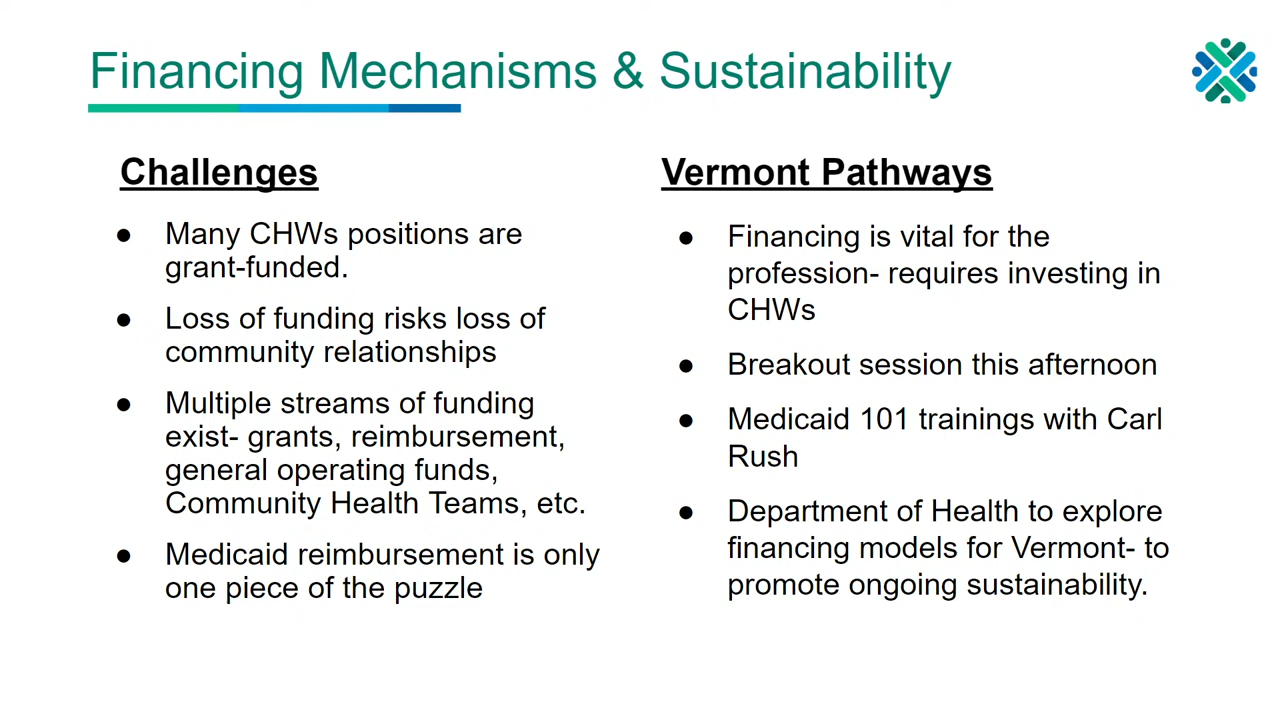 Financing Mechanisms & Sustainability
Challenges
● Many CHWs positions are
grant-funded.
● Loss of funding risks loss of
community relationships
● Multiple streams of funding
exist- grants, reimbursement,
general operating funds,
Community Health Teams, etc.
● Medicaid reimbursement is only
one piece of the puzzle
Vermont Pathways
● Financing is vital for the
profession- requires investing in
CHWs
● Breakout session this afternoon
● Medicaid 101 trainings with Carl
Rush
● Department of Health to explore
financing models for Vermont- to
promote ongoing sustainability.